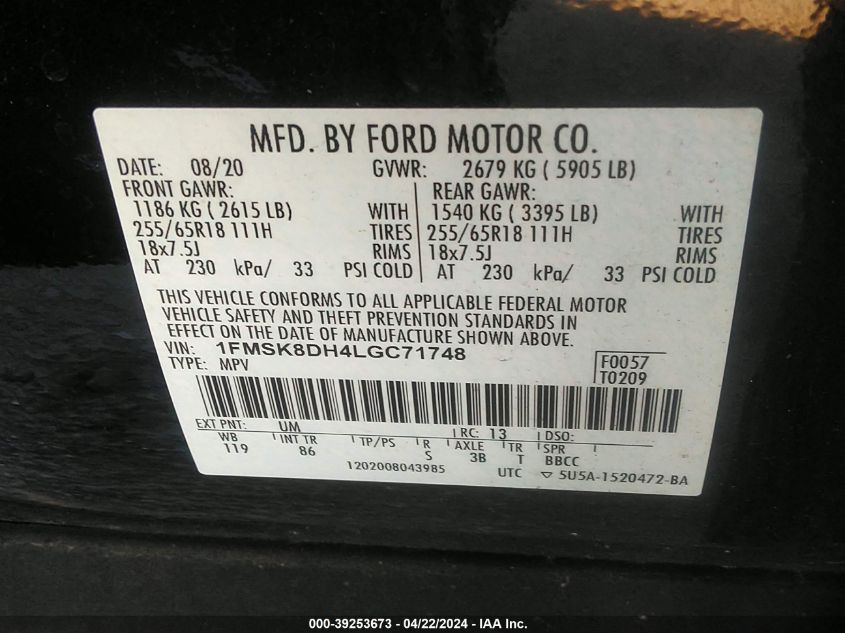 MFD. BY FORD MOTOR CO.
DATE: 08/20 GVWR: 2679 KG ( 5905 LB)
FRONT GAWR: REAR GAWR:
1186 KG ( 2615 LB) WITH 1540 KG ( 3395 LB) WITH
255/65R18 111H TIRES 255/65R18 111H TIRES
18x7.5J RIMS 18x7.5J RIMS
AT 230 kPa/ 33 PSI COLD AT 230 kPa/ 33 PSI COLD
THIS VEHICLE CONFORMS TO ALL APPLICABLE FEDERAL MOTOR
VEHICLE SAFETY AND THEFT PREVENTION STANDARDS IN
EFFECT ON THE DATE OF MANUFACTURE SHOWN ABOVE.
VIN: 1FMSK8DH4LGC71748 F0057
TYPE: MPV T0209
EXT PNT: UM RC: 13 DSO:
WB INT TR TP/PS R AXLE TR SPR
119 86 S 3B T BBCC
1202008043985 UTC ▽ 5U5A-1520472-BA
000-39253673 - 04/22/2024 - IAA Inc.